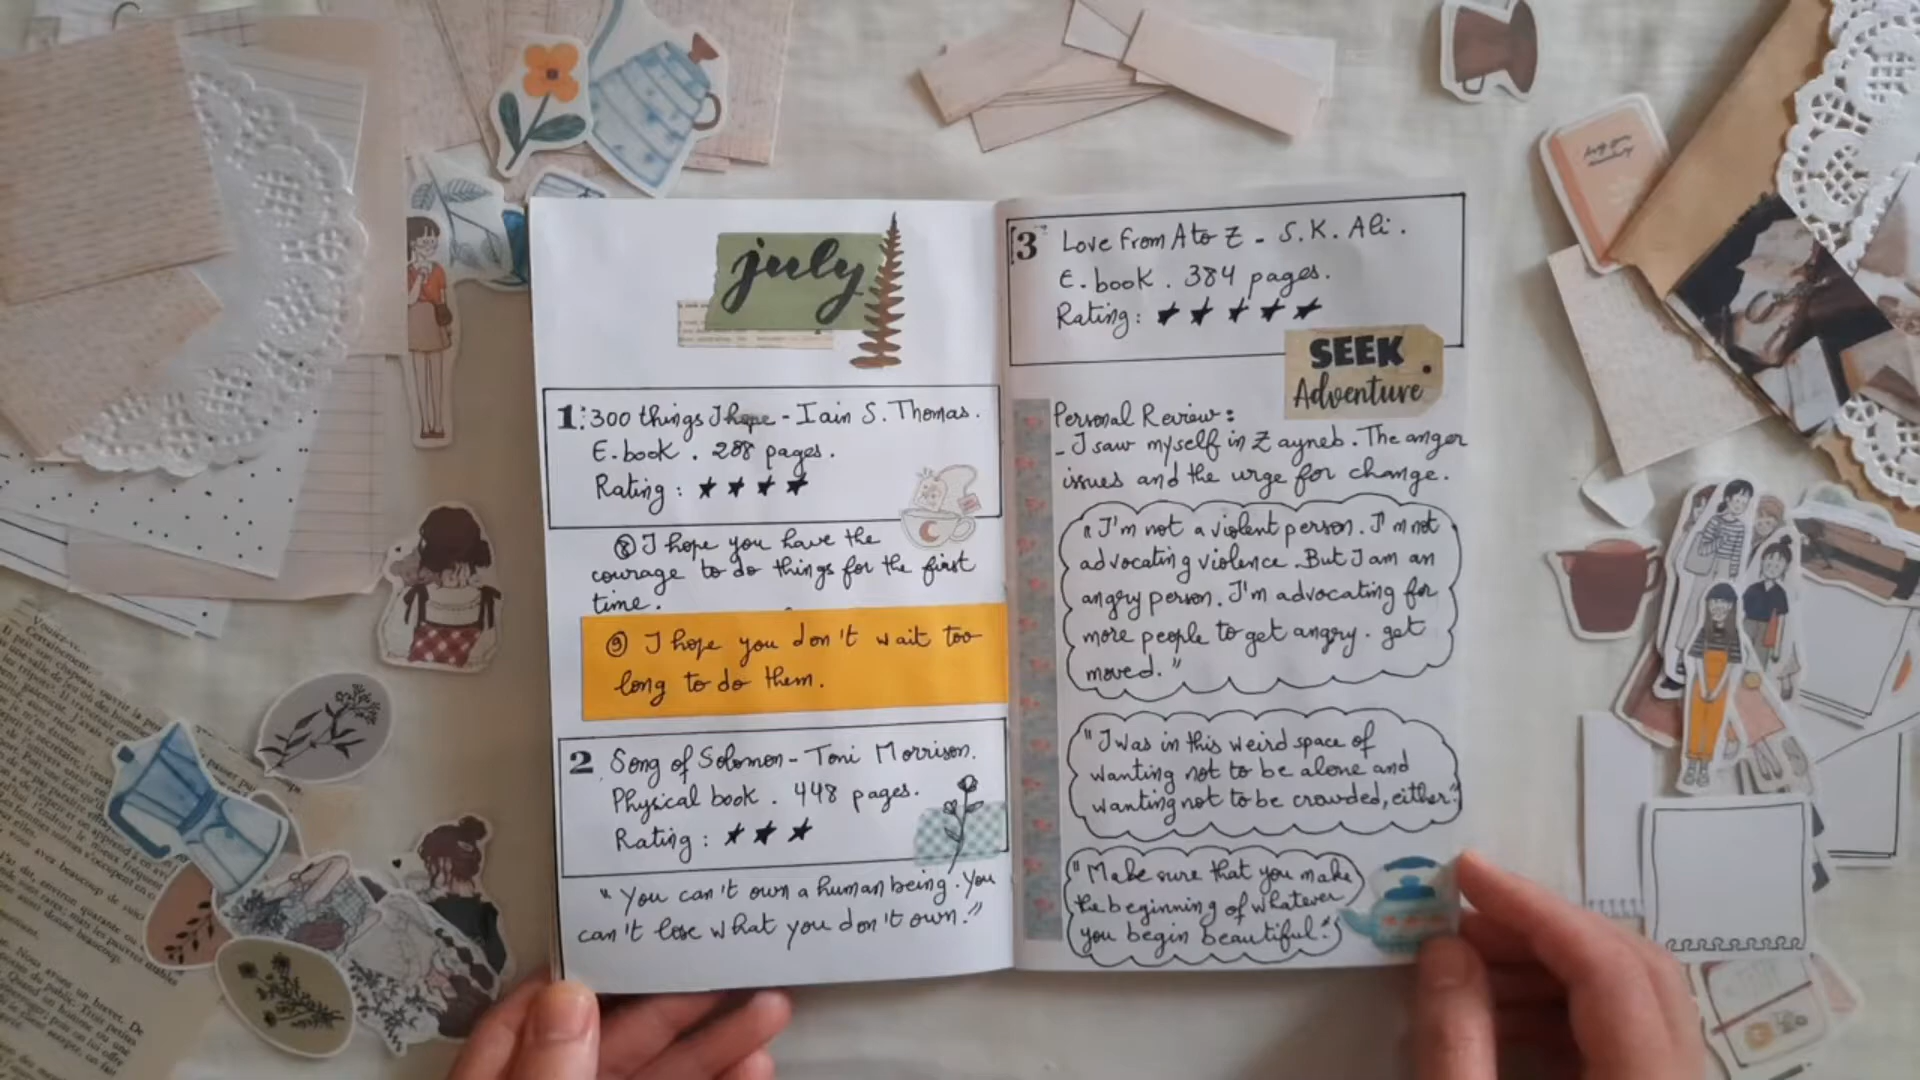 july
1. 300 things I hope - Iain S. Thomas.
E-book . 288 pages.
Rating : ★ ★ ★ ★
⑧ I hope you have the
courage to do things for the first
time.
⑨ I hope you don't wait too
long to do them.
2 Song of Solomon - Toni Morrison.
Physical book . 448 pages.
Rating : ★ ★ ★
"You can't own a human being. You
can't lose what you don't own."
3 Love from A to Z - S. K. Ali.
E.book . 384 pages.
Rating : ★ ★ ★ ★ ★
SEEK
Adventure
Personal Review :
- I saw myself in Zayneb. The anger
issues and the urge for change.
"I'm not a violent person. I'm not
advocating violence. But I am an
angry person. I'm advocating for
more people to get angry. get
moved."
"I was in this weird space of
wanting not to be alone and
wanting not to be crowded, either."
"Make sure that you make
the beginning of whatever
you begin beautiful."